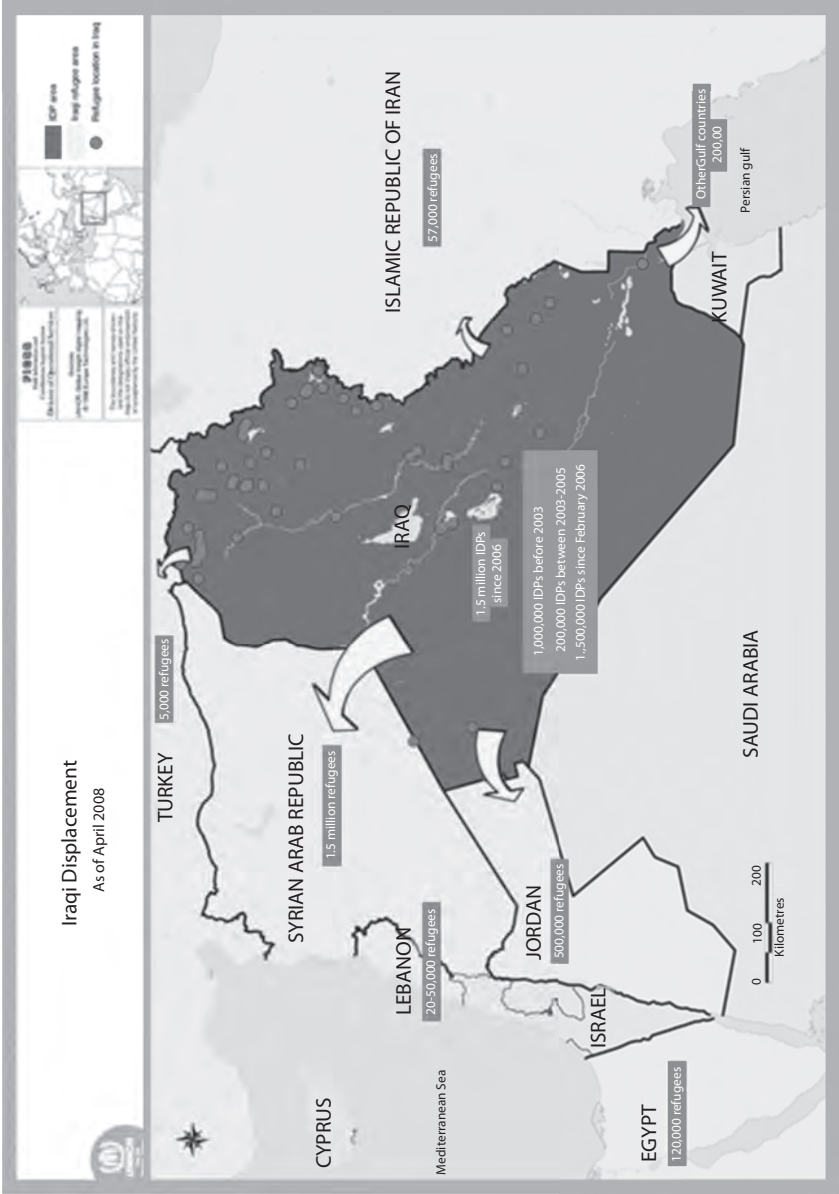 Iraqi Displacement
As of April 2008
IDP area
Iraqi refugee area
Refugee location in Iraq
TURKEY
5,000 refugees
SYRIAN ARAB REPUBLIC
1.5 million refugees
CYPRUS
LEBANON
20-50,000 refugees
Mediterranean Sea
IRAQ
1.5 million IDPs
since 2006
1,000,000 IDPs before 2003
200,000 IDPs between 2003-2005
1.,500,000 IDPs since February 2006
ISLAMIC REPUBLIC OF IRAN
57,000 refugees
JORDAN
500,000 refugees
ISRAEL
EGYPT
120,000 refugees
SAUDI ARABIA
KUWAIT
OtherGulf countries
200,00
Persian gulf
0 100 200
Kilometres
UNHCR